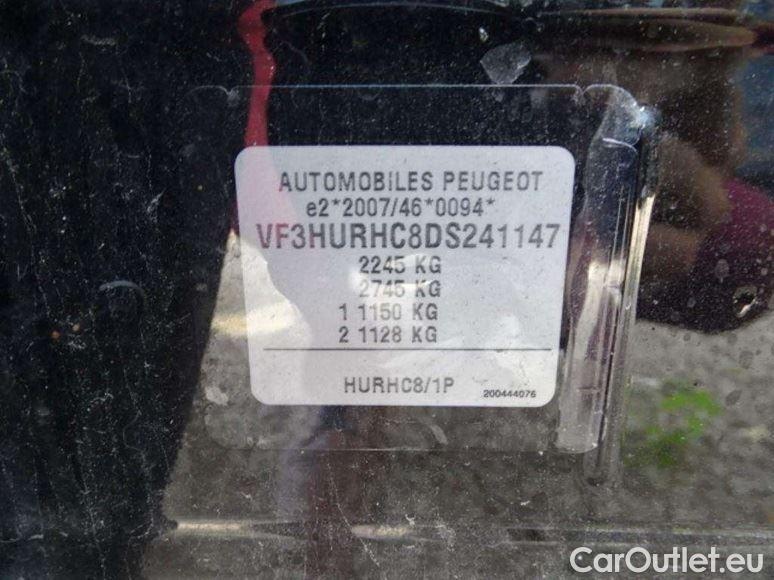 AUTOMOBILES PEUGEOT
e2*2007/46*0094*
VF3HURHC8DS241147
2245 KG
2745 KG
1 1150 KG
2 1128 KG
HURHC8/1P
200444076
CarOutlet.eu